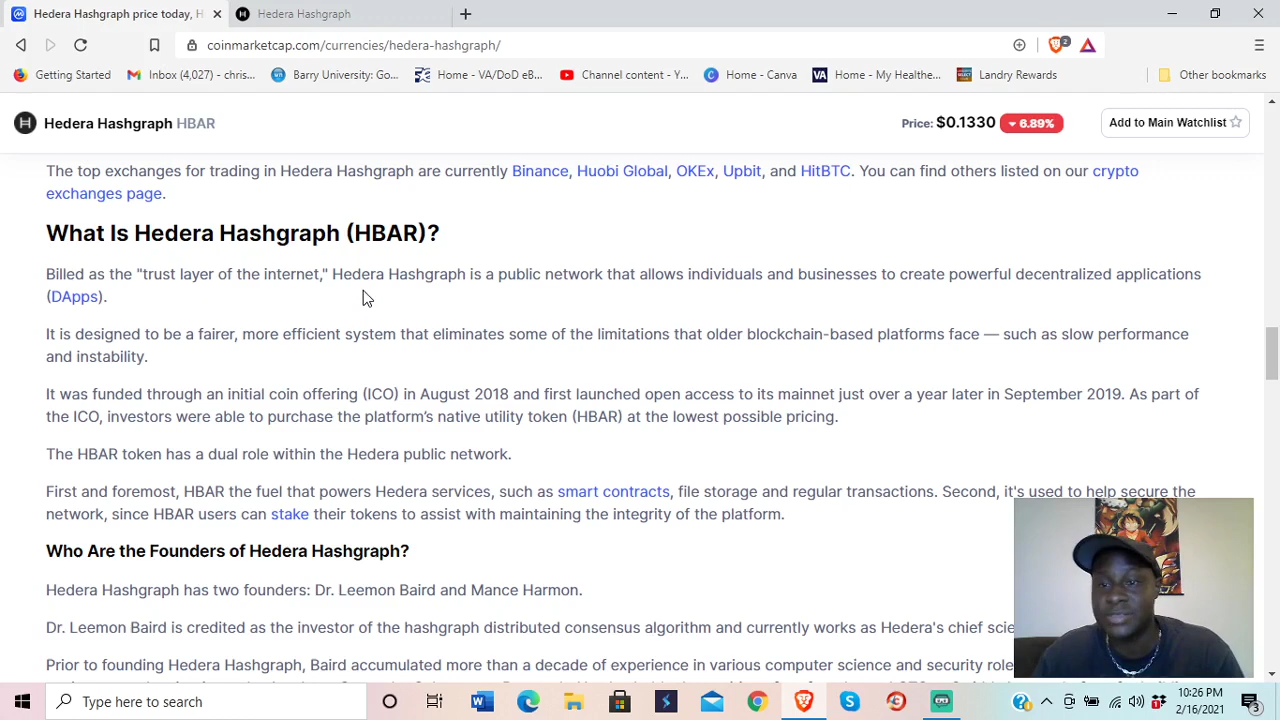 Hedera Hashgraph price today, H
Hedera Hashgraph
coinmarketcap.com/currencies/hedera-hashgraph/
2
Getting Started
Inbox (4,027) - chris...
Barry University: Go...
Home - VA/DoD eB...
Channel content - Y...
Home - Canva
Home - My Healthe...
Landry Rewards
Other bookmarks
Hedera Hashgraph HBAR
Price: $0.1330 6.89%
Add to Main Watchlist
The top exchanges for trading in Hedera Hashgraph are currently Binance, Huobi Global, OKEx, Upbit, and HitBTC. You can find others listed on our crypto
exchanges page.
What Is Hedera Hashgraph (HBAR)?
Billed as the "trust layer of the internet," Hedera Hashgraph is a public network that allows individuals and businesses to create powerful decentralized applications
(DApps).
It is designed to be a fairer, more efficient system that eliminates some of the limitations that older blockchain-based platforms face — such as slow performance
and instability.
It was funded through an initial coin offering (ICO) in August 2018 and first launched open access to its mainnet just over a year later in September 2019. As part of
the ICO, investors were able to purchase the platform's native utility token (HBAR) at the lowest possible pricing.
The HBAR token has a dual role within the Hedera public network.
First and foremost, HBAR the fuel that powers Hedera services, such as smart contracts, file storage and regular transactions. Second, it's used to help secure the
network, since HBAR users can stake their tokens to assist with maintaining the integrity of the platform.
Who Are the Founders of Hedera Hashgraph?
Hedera Hashgraph has two founders: Dr. Leemon Baird and Mance Harmon.
Dr. Leemon Baird is credited as the investor of the hashgraph distributed consensus algorithm and currently works as Hedera's chief scie
Prior to founding Hedera Hashgraph, Baird accumulated more than a decade of experience in various computer science and security role
Type here to search
10:26 PM
2/16/2021
3